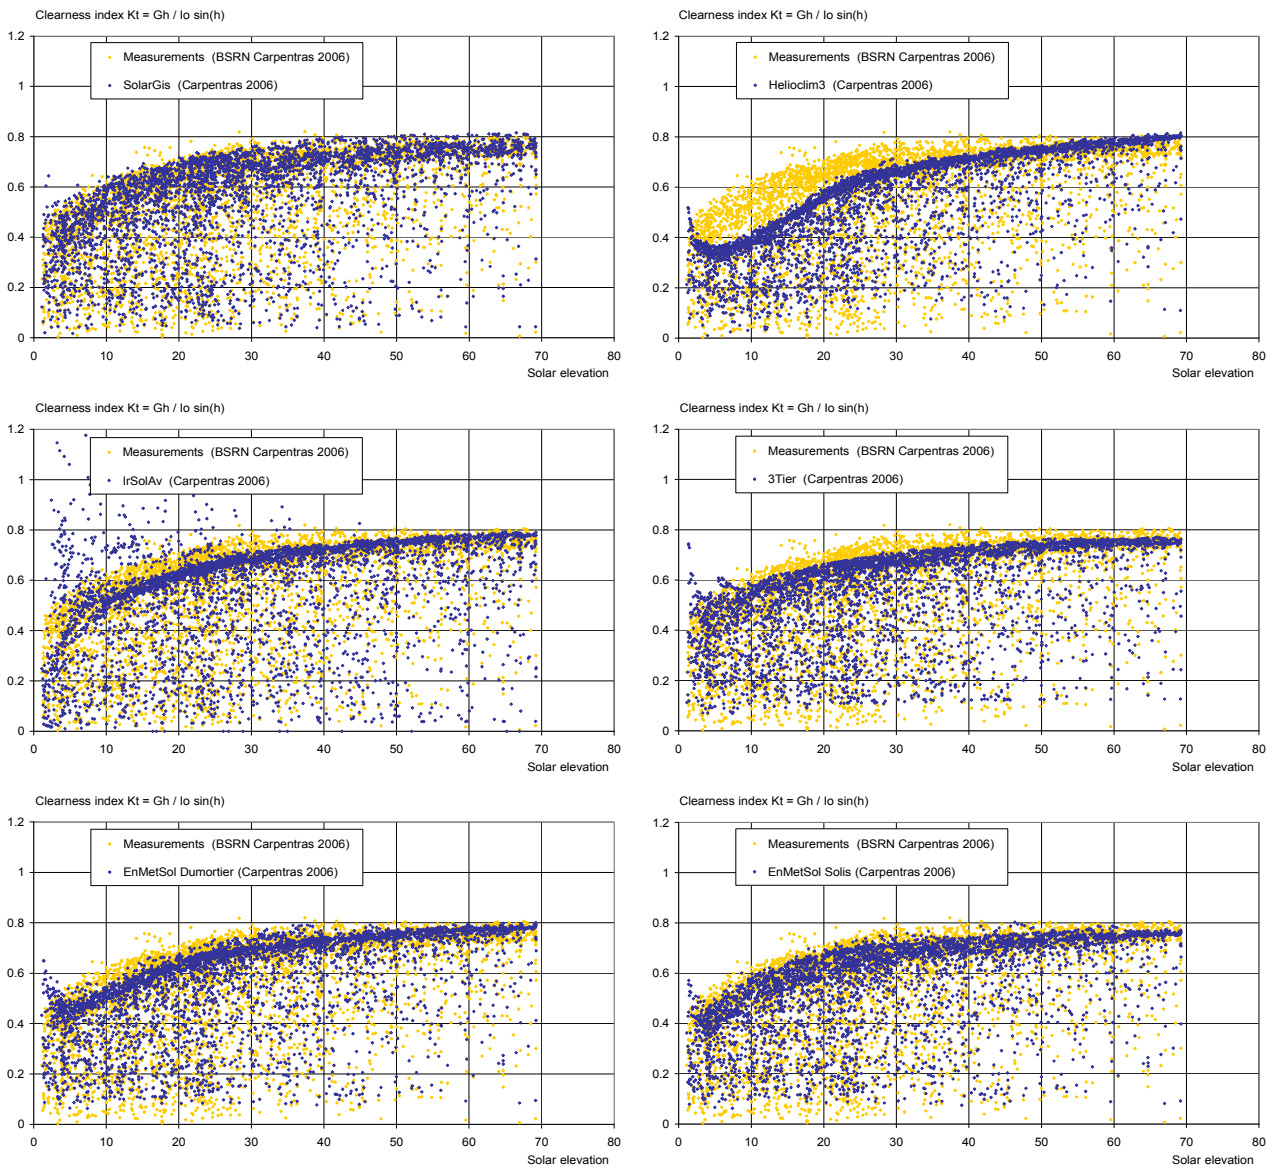 Clearness index Kt = Gh / Io sin(h)
1.2
1
0.8
0.6
0.4
0.2
0
Measurements (BSRN Carpentras 2006)
SolarGis (Carpentras 2006)
0 10 20 30 40 50 60 70 80
Solar elevation
Clearness index Kt = Gh / Io sin(h)
1.2
1
0.8
0.6
0.4
0.2
0
Measurements (BSRN Carpentras 2006)
Helioclim3 (Carpentras 2006)
0 10 20 30 40 50 60 70 80
Solar elevation
Clearness index Kt = Gh / Io sin(h)
1.2
1
0.8
0.6
0.4
0.2
0
Measurements (BSRN Carpentras 2006)
IrSolAv (Carpentras 2006)
0 10 20 30 40 50 60 70 80
Solar elevation
Clearness index Kt = Gh / Io sin(h)
1.2
1
0.8
0.6
0.4
0.2
0
Measurements (BSRN Carpentras 2006)
3Tier (Carpentras 2006)
0 10 20 30 40 50 60 70 80
Solar elevation
Clearness index Kt = Gh / Io sin(h)
1.2
1
0.8
0.6
0.4
0.2
0
Measurements (BSRN Carpentras 2006)
EnMetSol Dumortier (Carpentras 2006)
0 10 20 30 40 50 60 70 80
Solar elevation
Clearness index Kt = Gh / Io sin(h)
1.2
1
0.8
0.6
0.4
0.2
0
Measurements (BSRN Carpentras 2006)
EnMetSol Solis (Carpentras 2006)
0 10 20 30 40 50 60 70 80
Solar elevation